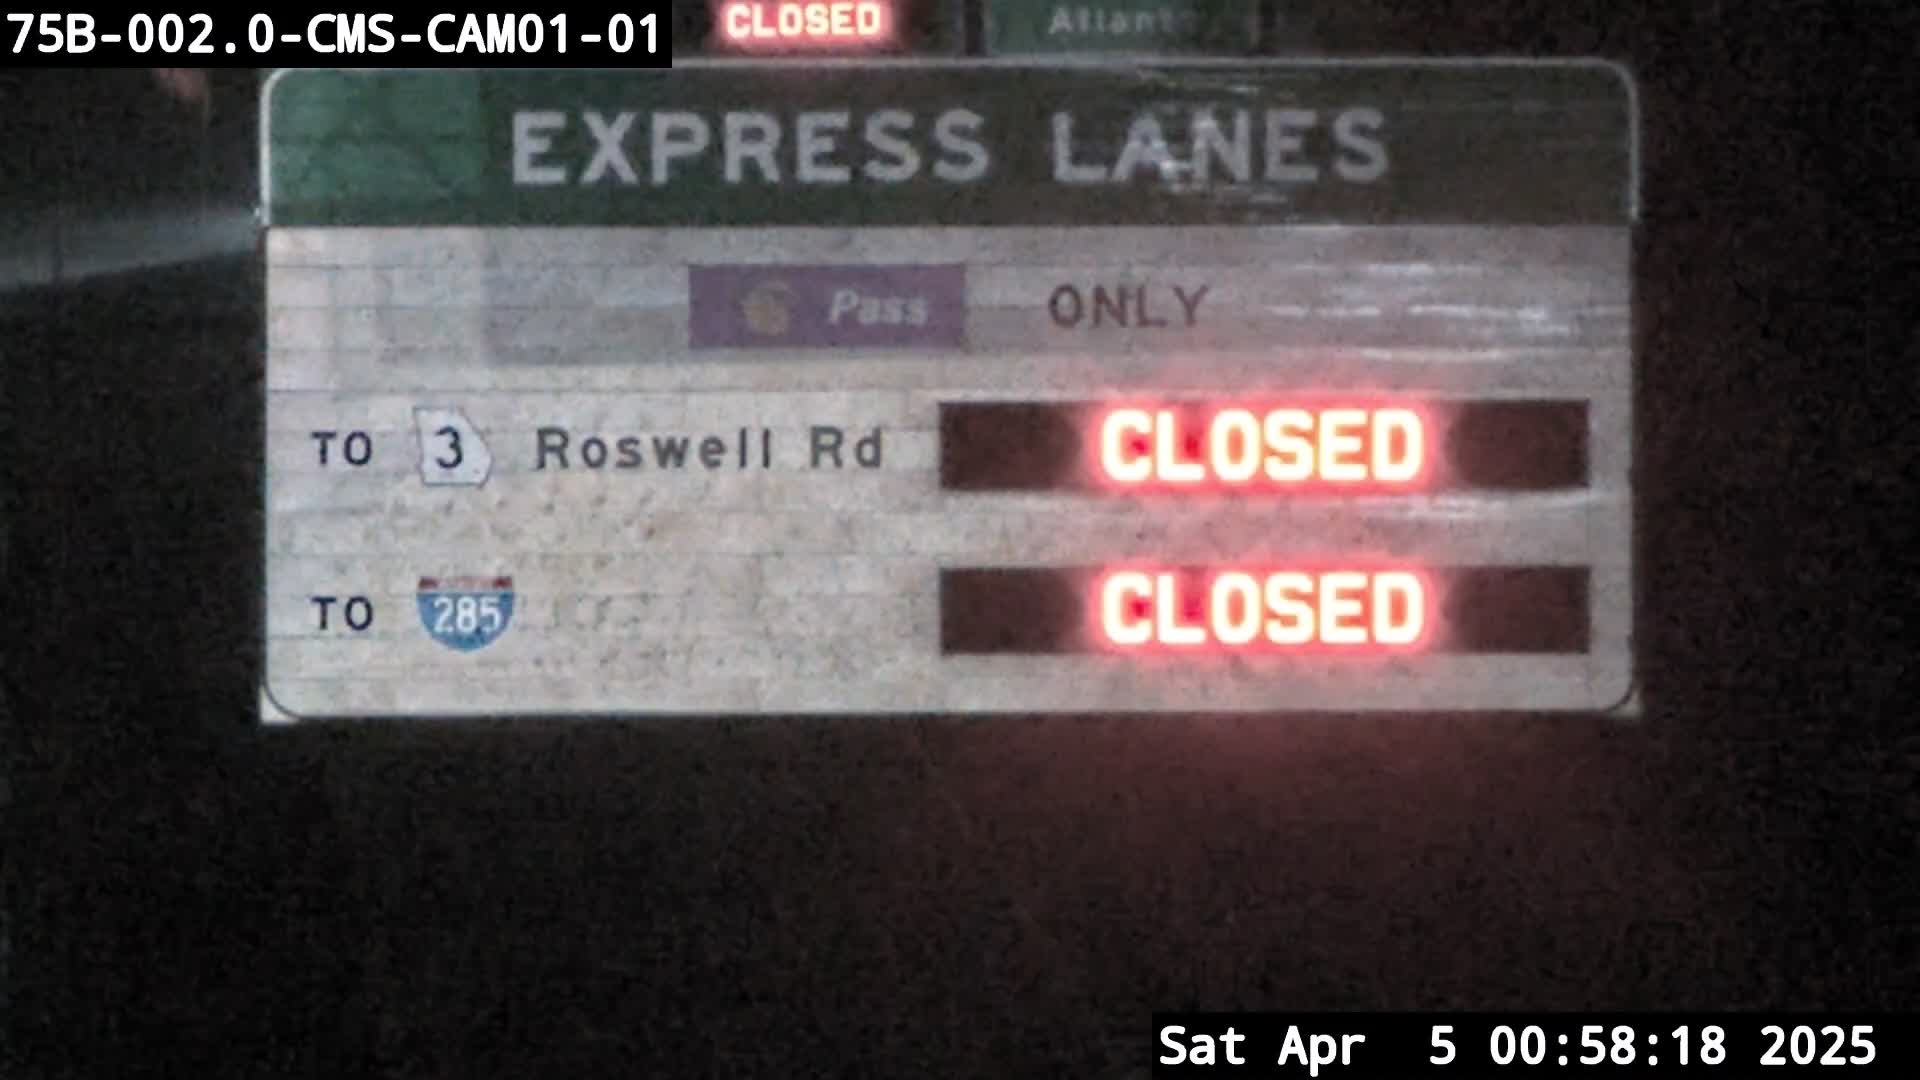 75B-002.0-CMS-CAM01-01
CLOSED
EXPRESS LANES
Pass ONLY
TO 3 Roswell Rd CLOSED
TO 285 CLOSED
Sat Apr 5 00:58:18 2025